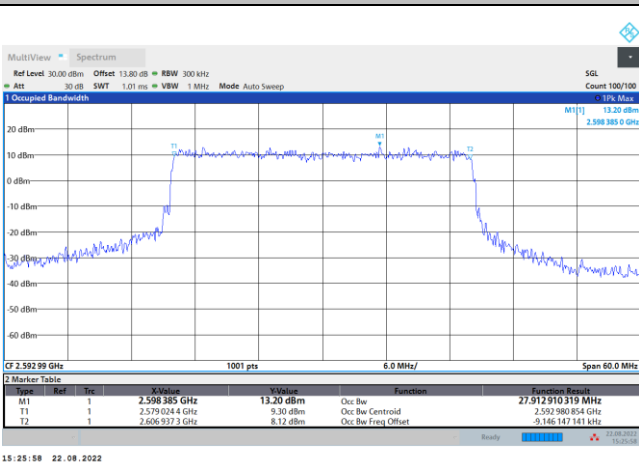 MultiView Spectrum
Ref Level 30.00 dBm Offset 13.80 dB RBW 300 kHz SGL
Att 30 dB SWT 1.01 ms VBW 1 MHz Mode Auto Sweep Count 100/100
1 Occupied Bandwidth 1Pk Max
M1[1] 13.20 dBm
2.598 385 0 GHz
20 dBm
M1
T1 T2
10 dBm
0 dBm
-10 dBm
-20 dBm
-30 dBm
-50 dBm
-60 dBm
CF 2.592 99 GHz 1001 pts 6.0 MHz/ Span 60.0 MHz
2 Marker Table
Type Ref Trc X-Value Y-Value Function Function Result
M1 1 2.598 385 GHz 13.20 dBm Occ Bw 27.912 910 319 MHz
T1 1 2.579 024 4 GHz 9.30 dBm Occ Bw Centroid 2.592 980 854 GHz
T2 1 2.606 937 3 GHz 8.12 dBm Occ Bw Freq Offset -9.146 147 141 kHz
Ready 22.08.2022
15:25:58
15:25:58 22.08.2022